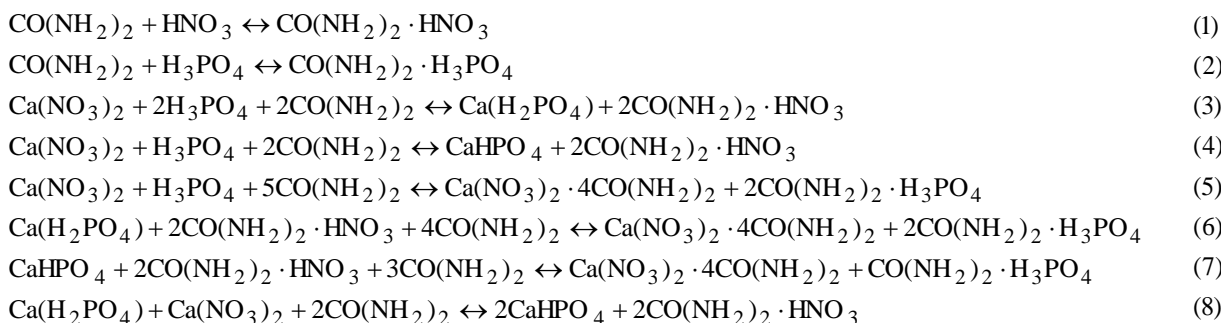 CO(NH₂)₂ + HNO₃ ↔ CO(NH₂)₂ · HNO₃ (1)
CO(NH₂)₂ + H₃PO₄ ↔ CO(NH₂)₂ · H₃PO₄ (2)
Ca(NO₃)₂ + 2H₃PO₄ + 2CO(NH₂)₂ ↔ Ca(H₂PO₄) + 2CO(NH₂)₂ · HNO₃ (3)
Ca(NO₃)₂ + H₃PO₄ + 2CO(NH₂)₂ ↔ CaHPO₄ + 2CO(NH₂)₂ · HNO₃ (4)
Ca(NO₃)₂ + H₃PO₄ + 5CO(NH₂)₂ ↔ Ca(NO₃)₂ · 4CO(NH₂)₂ + 2CO(NH₂)₂ · H₃PO₄ (5)
Ca(H₂PO₄) + 2CO(NH₂)₂ · HNO₃ + 4CO(NH₂)₂ ↔ Ca(NO₃)₂ · 4CO(NH₂)₂ + 2CO(NH₂)₂ · H₃PO₄ (6)
CaHPO₄ + 2CO(NH₂)₂ · HNO₃ + 3CO(NH₂)₂ ↔ Ca(NO₃)₂ · 4CO(NH₂)₂ + CO(NH₂)₂ · H₃PO₄ (7)
Ca(H₂PO₄) + Ca(NO₃)₂ + 2CO(NH₂)₂ ↔ 2CaHPO₄ + 2CO(NH₂)₂ · HNO₃ (8)